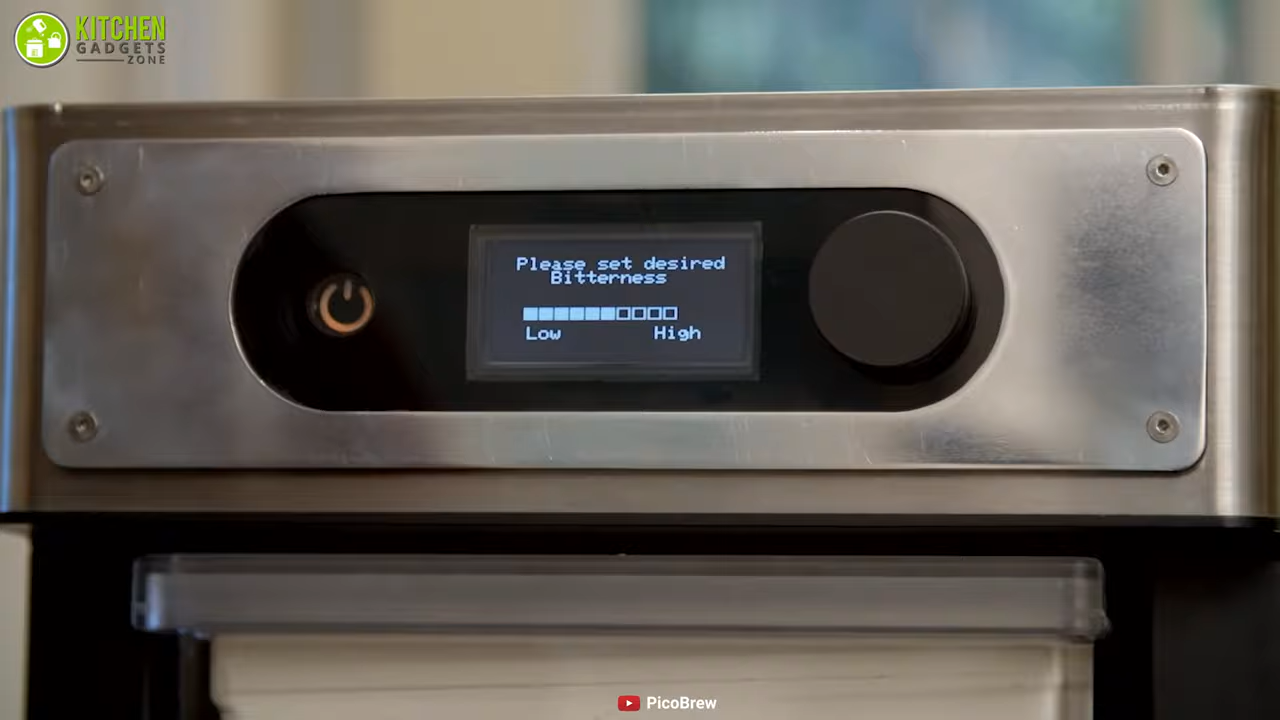 KITCHEN
GADGETS
ZONE
Please set desired
Bitterness
Low High
PicoBrew